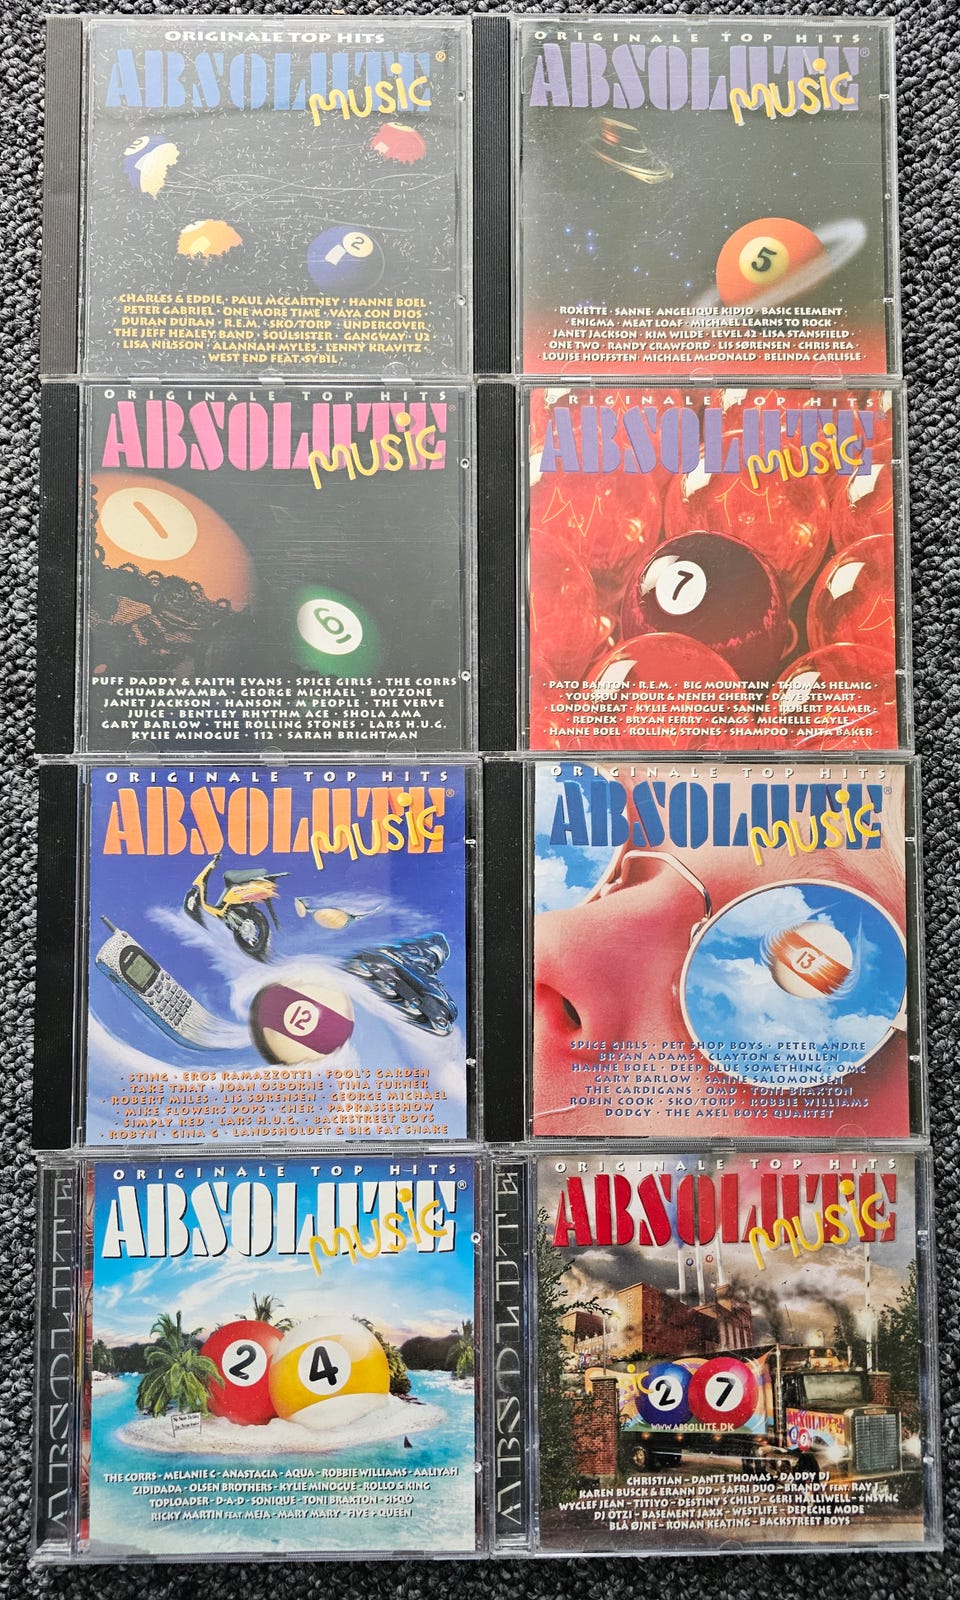 ORIGINALE TOP HITS
ABSOLUTE®
music
2
· CHARLES & EDDIE · PAUL MCCARTNEY · HANNE BOEL
PETER GABRIEL · ONE MORE TIME · VAYA CON DIOS
DURAN DURAN · R.E.M. · SKO/TORP · UNDERCOVER
THE JEFF HEALEY BAND · SOULSISTER · GANGWAY · U2 ·
LISA NILSSON · ALANNAH MYLES · LENNY KRAVITZ ·
WEST END FEAT. SYBIL ·
ORIGINALE TOP HITS
ABSOLUTE®
music
5
· ROXETTE · SANNE · ANGELIQUE KIDJO · BASIC ELEMENT ·
· ENIGMA · MEAT LOAF · MICHAEL LEARNS TO ROCK ·
· JANET JACKSON · KIM WILDE · LEVEL 42 · LISA STANSFIELD ·
· ONE TWO · RANDY CRAWFORD · LIS SØRENSEN · CHRIS REA ·
· LOUISE HOFFSTEN · MICHAEL MCDONALD · BELINDA CARLISLE ·
ORIGINALE TOP HITS
ABSOLUTE®
music
1
6
PUFF DADDY & FAITH EVANS · SPICE GIRLS · THE CORRS
CHUMBAWAMBA · GEORGE MICHAEL · BOYZONE
JANET JACKSON · HANSON · M PEOPLE · THE VERVE
JUICE · BENTLEY RHYTHM ACE · SHOLA AMA
GARY BARLOW · THE ROLLING STONES · LARS H.U.G.
KYLIE MINOGUE · 112 · SARAH BRIGHTMAN
ORIGINALE TOP HITS
ABSOLUTE
music
7
· PATO BANTON · R.E.M. · BIG MOUNTAIN · THOMAS HELMIG ·
· YOUSSOU N'DOUR & NENEH CHERRY · DAVE STEWART ·
· LONDONBEAT · KYLIE MINOGUE · SANNE · ROBERT PALMER ·
· REDNEX · BRYAN FERRY · GNAGS · MICHELLE GAYLE ·
· HANNE BOEL · ROLLING STONES · SHAMPOO · ANITA BAKER ·
ORIGINALE TOP HITS
ABSOLUTE®
music
12
· STING · EROS RAMAZZOTTI · FOOL'S GARDEN
· TAKE THAT · JOAN OSBORNE · TINA TURNER
· ROBERT MILES · LIS SØRENSEN · GEORGE MICHAEL
· MIKE FLOWERS POPS · CHER · PAPRASSESHOW
· SIMPLY RED · LARS H.U.G. · BACKSTREET BOYS
· ROBYN · GINA G · LANDSHOLDET & BIG FAT SNAKE
ORIGINALE TOP HITS
ABSOLUTE®
music
13
SPICE GIRLS · PET SHOP BOYS · PETER ANDRE
BRYAN ADAMS · CLAYTON & MULLEN
HANNE BOEL · DEEP BLUE SOMETHING · OMC
GARY BARLOW · SANNE SALOMONSEN
THE CARDIGANS · OMD · TONI BRAXTON
ROBIN COOK · SKO/TORP · ROBBIE WILLIAMS
DODGY · THE AXEL BOYS QUARTET
ABSOLUTE
ORIGINALE TOP HITS
ABSOLUTE®
music
2 4
THE CORRS - MELANIE C - ANASTACIA - AQUA - ROBBIE WILLIAMS - AALIYAH
ZIDIDADA - OLSEN BROTHERS - KYLIE MINOGUE - ROLLO & KING
TOPLOADER - D-A-D - SONIQUE - TONI BRAXTON - SISQÓ
RICKY MARTIN FEAT. MEJA - MARY MARY - FIVE + QUEEN
ABSOLUTE
ORIGINALE TOP HITS
ABSOLUTE
music
2 7
WWW.ABSOLUTE.DK
CHRISTIAN - DANTE THOMAS - DADDY DJ
KAREN BUSCK & ERANN DD - SAFRI DUO - BRANDY FEAT. RAY J
WYCLEF JEAN - TITIYO - DESTINY'S CHILD - GERI HALLIWELL - *NSYNC
DJ ÖTZI - BASEMENT JAXX - WESTLIFE - DEPECHE MODE
BLÅ ØJNE - RONAN KEATING - BACKSTREET BOYS